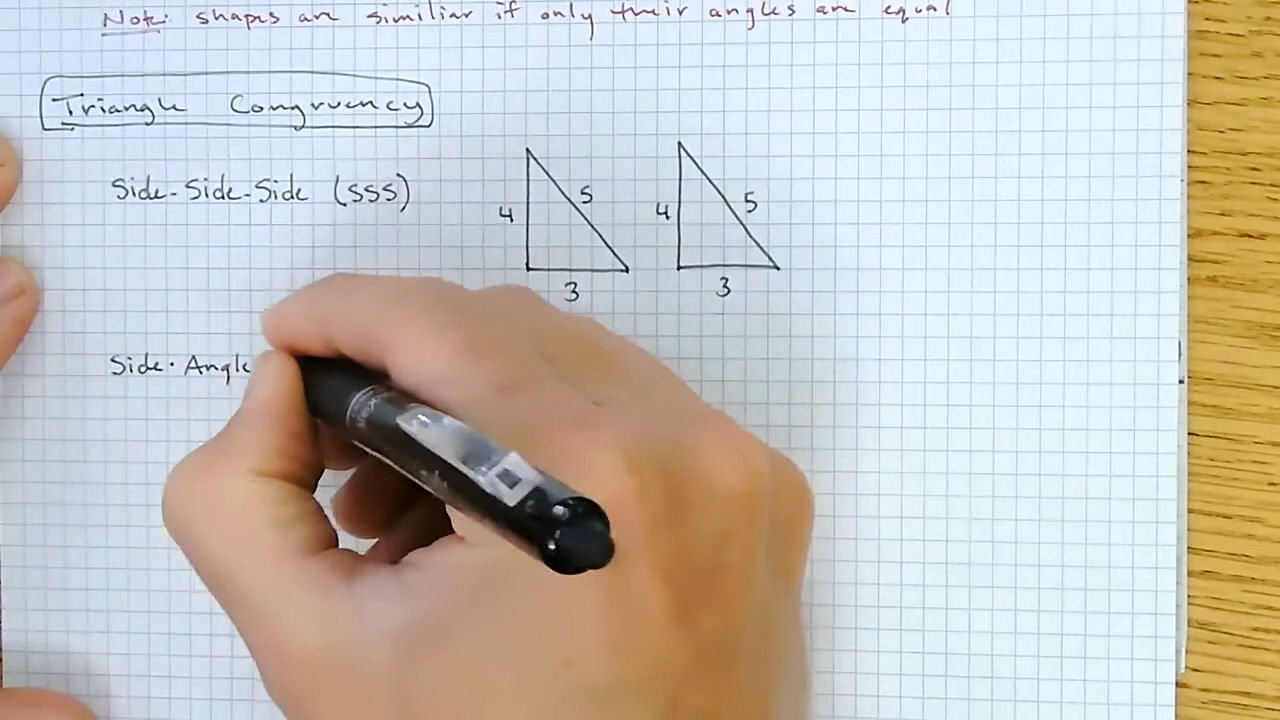 Note: shapes are similiar if only their angles are equal
Triangle Congruency
Side-Side-Side (SSS)
4 5 4 5
3 3
Side-Angle